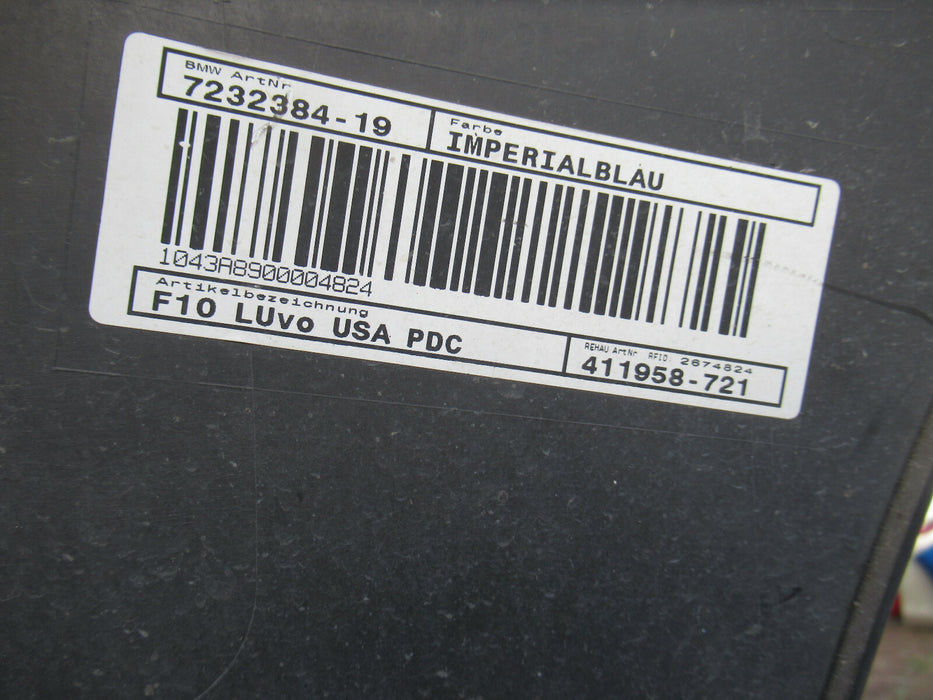 BMW ArtNr
7232384-19
Farbe
IMPERIALBLAU
1043A8900004824
Artikelbezeichnung
F10 LUvo USA PDC
REHAU ArtNr RFID: 2674824
411958-721